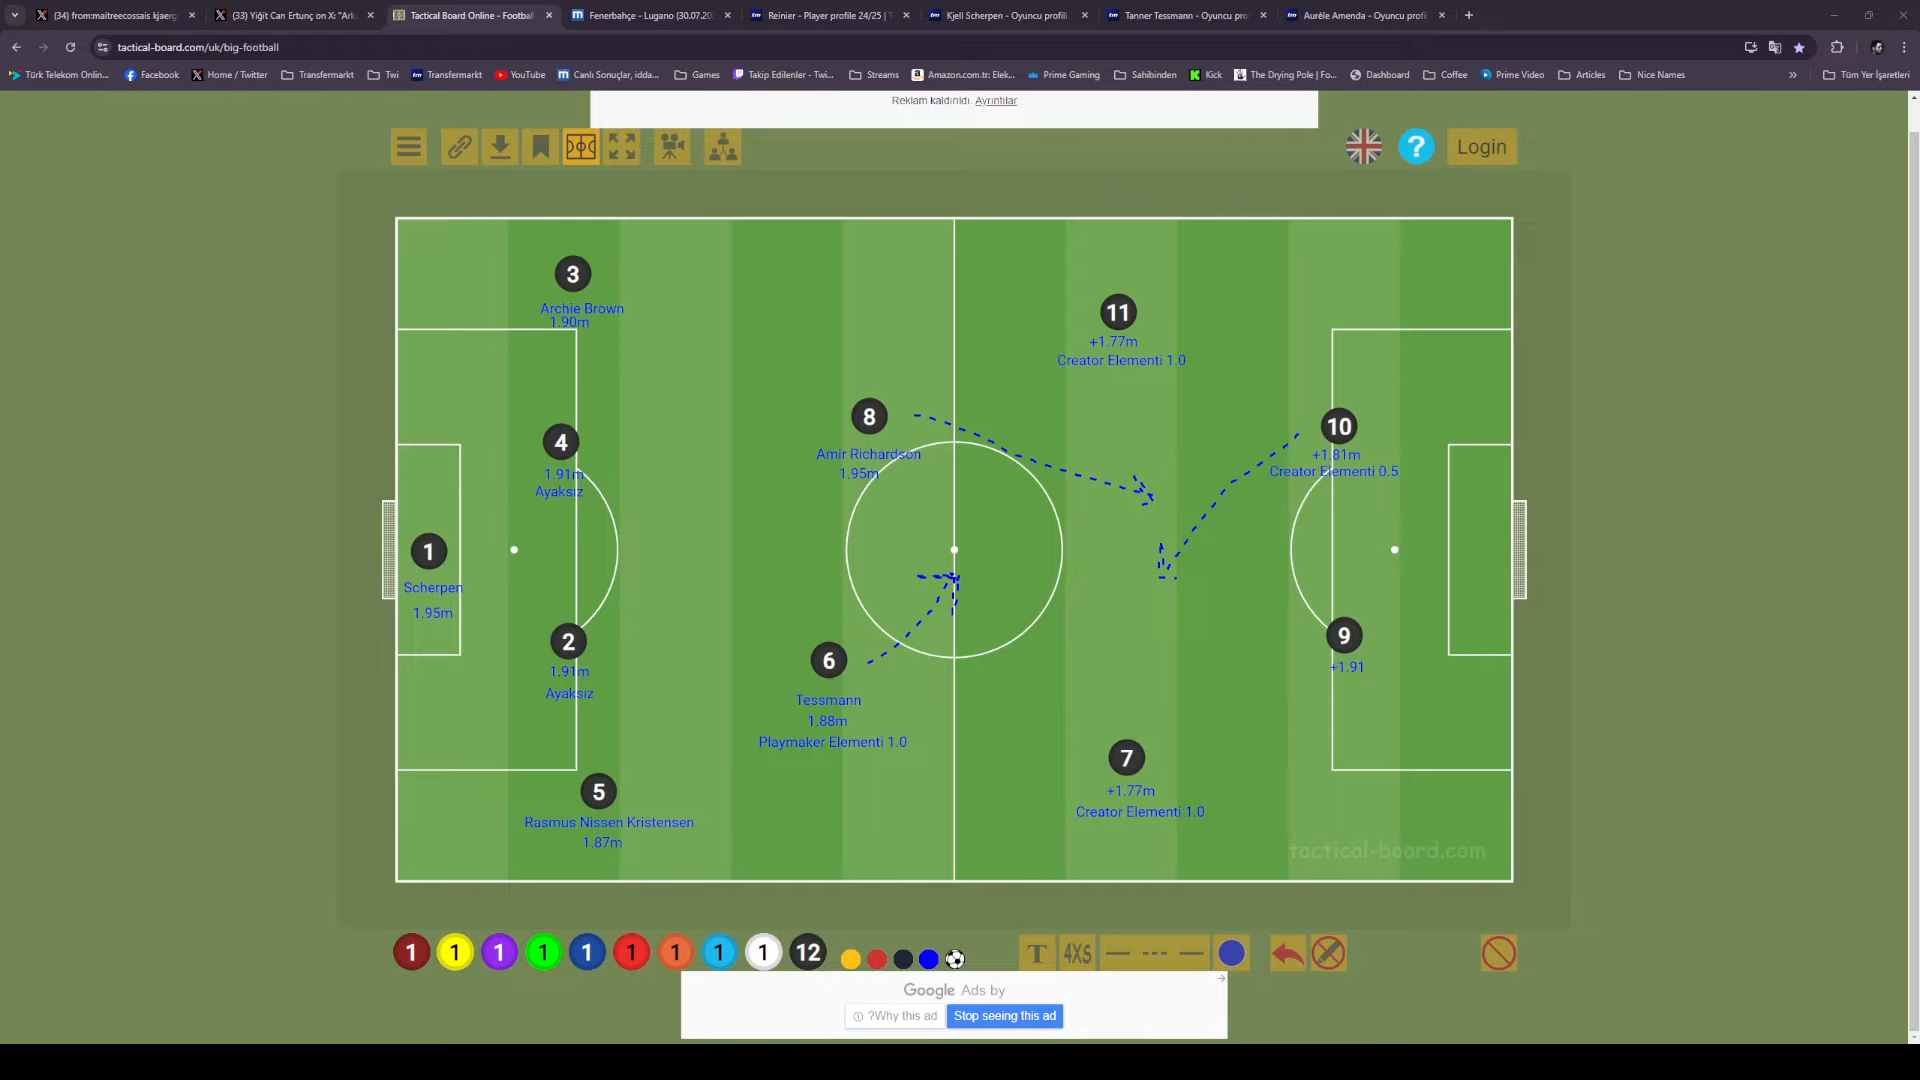 (34) from:maitreecossais kjaerg
(33) Yiğit Can Ertunç on X: "Ark
Tactical Board Online - Football
Fenerbahçe - Lugano (30.07.20
Reinier - Player profile 24/25 | T
Kjell Scherpen - Oyuncu profili
Tanner Tessmann - Oyuncu pro
Aurèle Amenda - Oyuncu profil
tactical-board.com/uk/big-football
Türk Telekom Onlin...
Facebook
Home / Twitter
Transfermarkt
Twi
Transfermarkt
YouTube
Canlı Sonuçlar, idda...
Games
Takip Edilenler - Twi...
Streams
Amazon.com.tr: Elek...
Prime Gaming
Sahibinden
Kick
The Drying Pole | Fo...
Dashboard
Coffee
Prime Video
Articles
Nice Names
Tüm Yer İşaretleri
Reklam kaldırıldı. Ayrıntılar
? Login
3
Archie Brown
1.90m
11
+1.77m
Creator Elementi 1.0
8
Amir Richardson
1.95m
10
+1.81m
Creator Elementi 0.5
4
1.91m
Ayaksız
1
Scherpen
1.95m
2
1.91m
Ayaksız
6
Tessmann
1.88m
Playmaker Elementi 1.0
9
+1.91
7
+1.77m
Creator Elementi 1.0
5
Rasmus Nissen Kristensen
1.87m
tactical-board.com
1 1 1 1 1 1 1 1 1 12
T 4XS
Google Ads by
?Why this ad
Stop seeing this ad